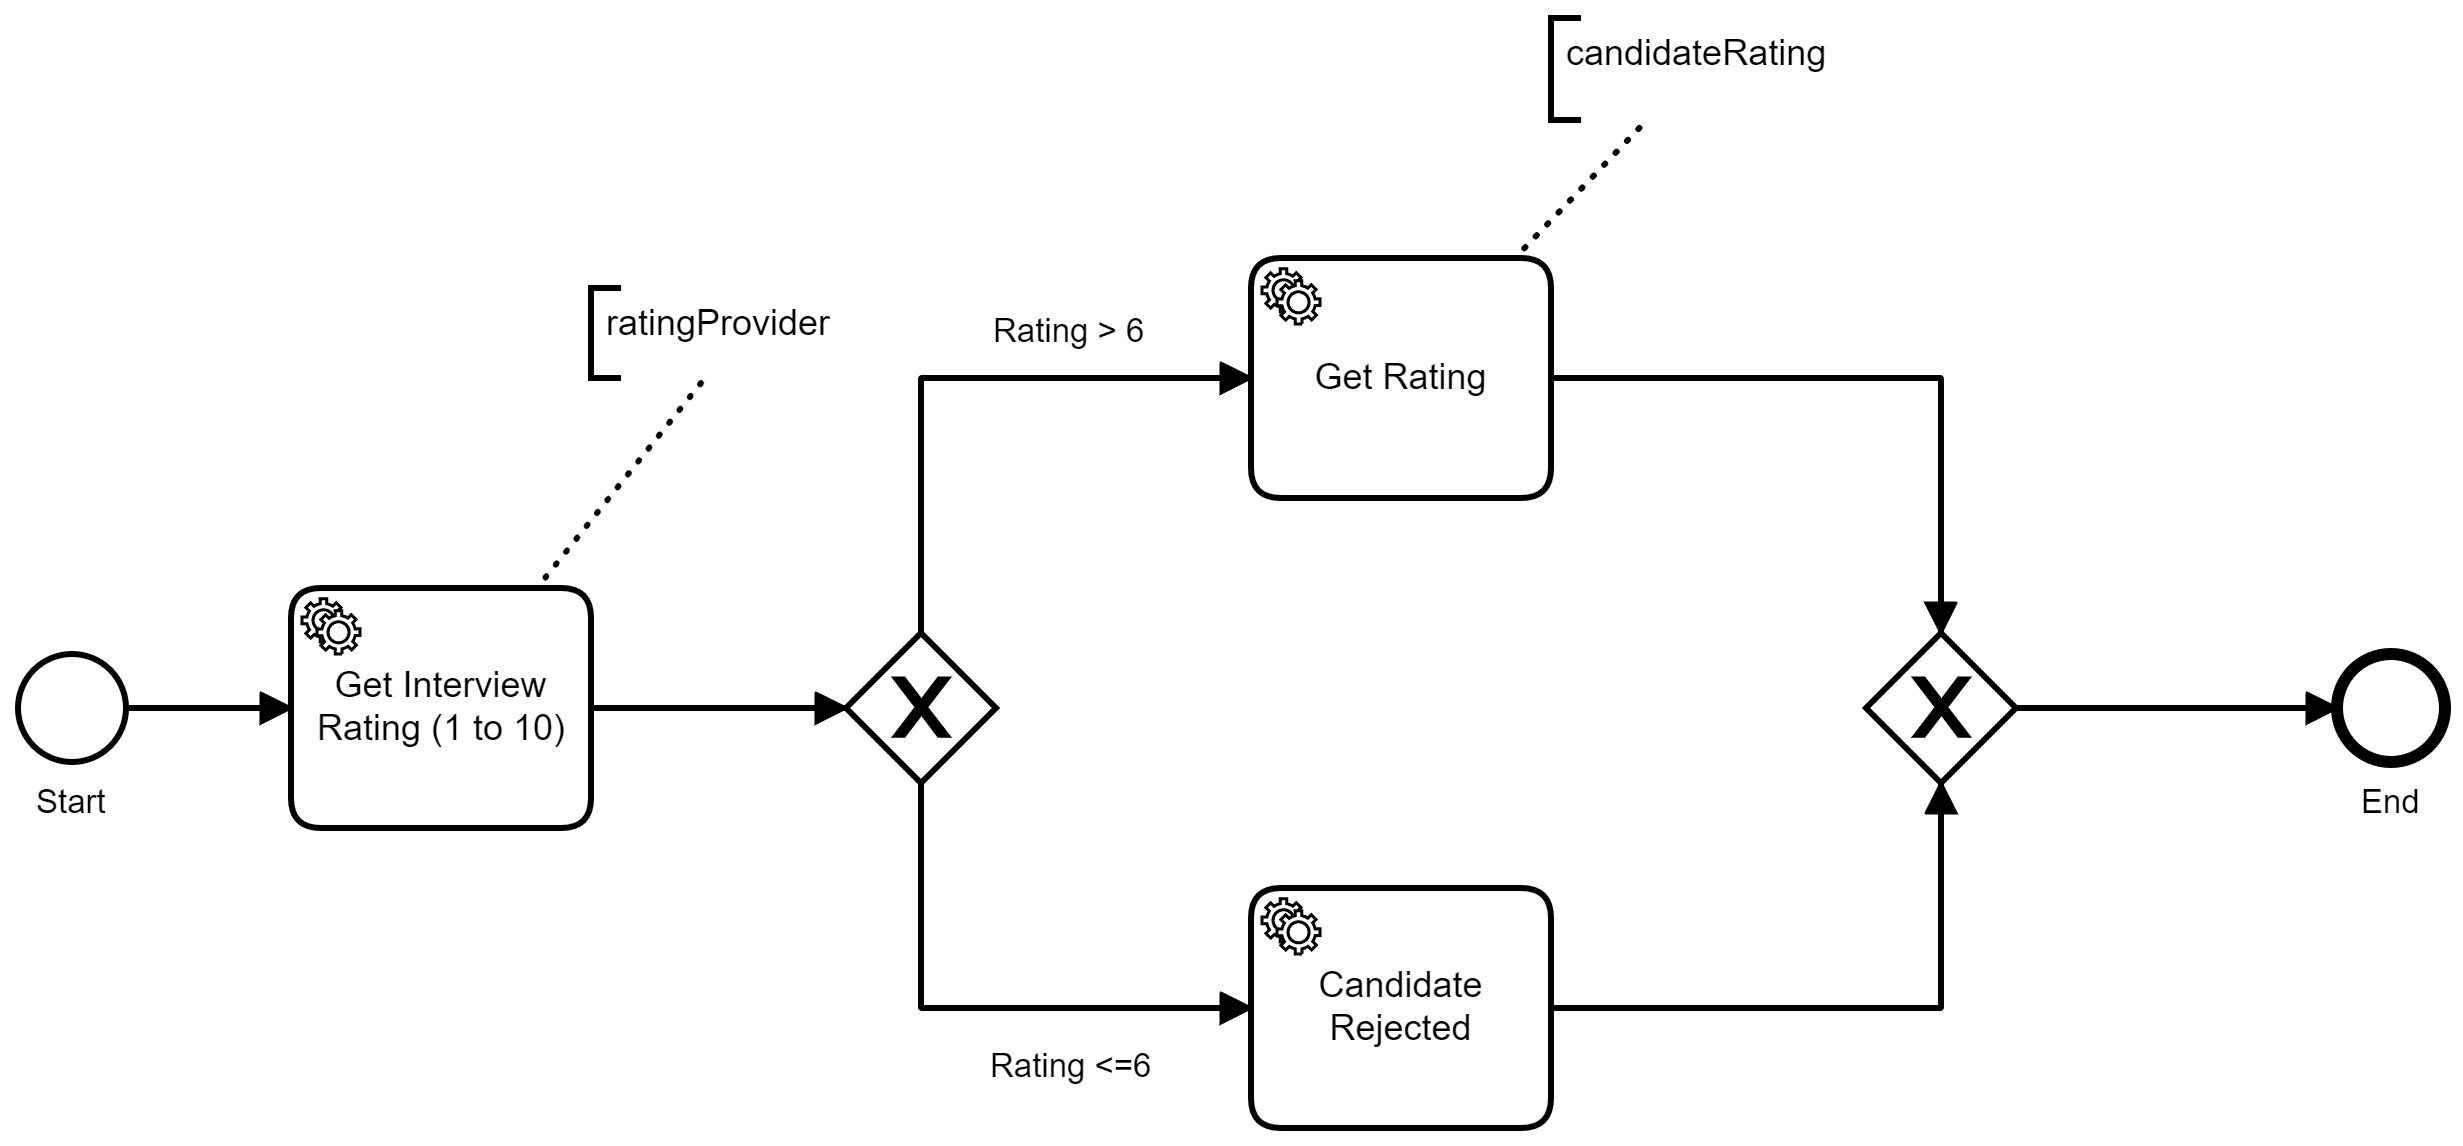 candidateRating
ratingProvider
Rating > 6
Get Rating
Get Interview
Rating (1 to 10)
X
X
Start
End
Candidate
Rejected
Rating <=6